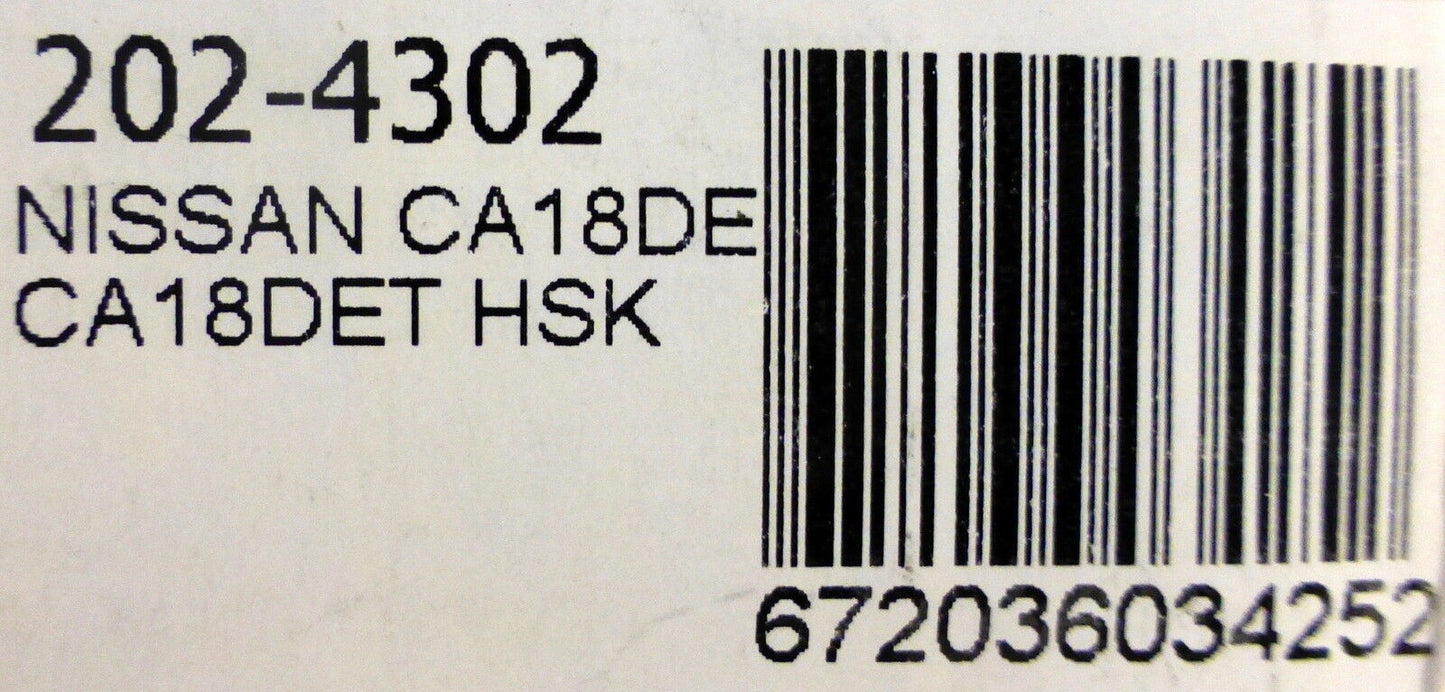 202-4302
NISSAN CA18DE
CA18DET HSK
672036034252